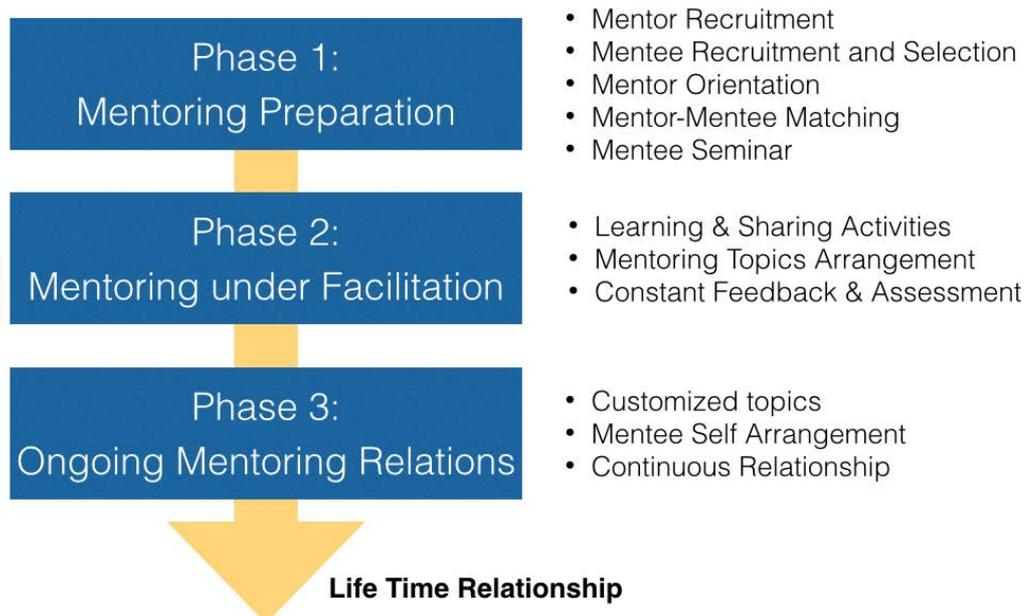 Phase 1:
Mentoring Preparation
• Mentor Recruitment
• Mentee Recruitment and Selection
• Mentor Orientation
• Mentor-Mentee Matching
• Mentee Seminar
Phase 2:
Mentoring under Facilitation
• Learning & Sharing Activities
• Mentoring Topics Arrangement
• Constant Feedback & Assessment
Phase 3:
Ongoing Mentoring Relations
• Customized topics
• Mentee Self Arrangement
• Continuous Relationship
Life Time Relationship